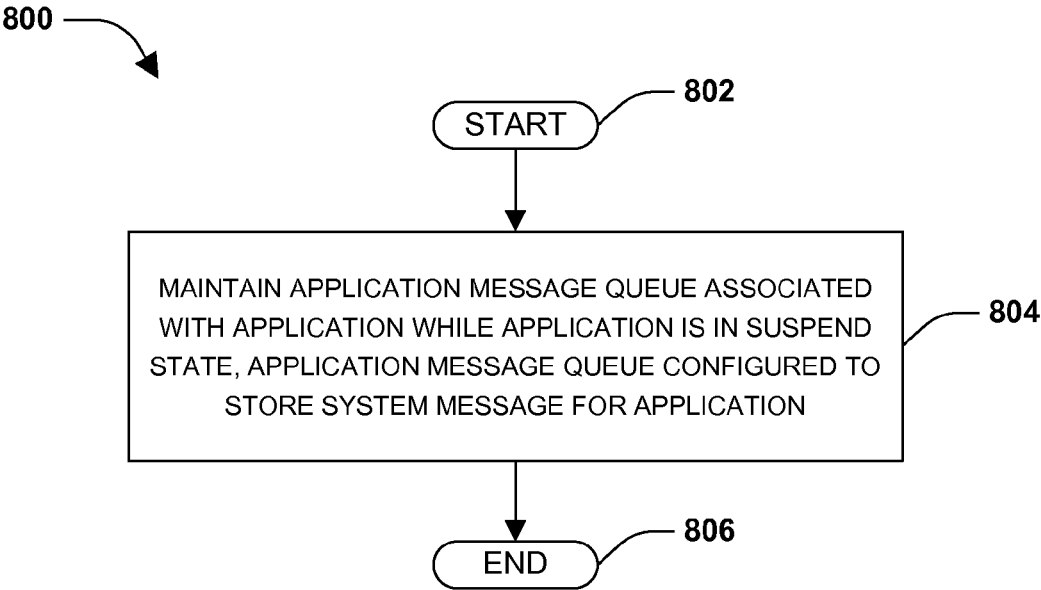 800
802
START
MAINTAIN APPLICATION MESSAGE QUEUE ASSOCIATED
WITH APPLICATION WHILE APPLICATION IS IN SUSPEND
STATE, APPLICATION MESSAGE QUEUE CONFIGURED TO
STORE SYSTEM MESSAGE FOR APPLICATION
804
806
END